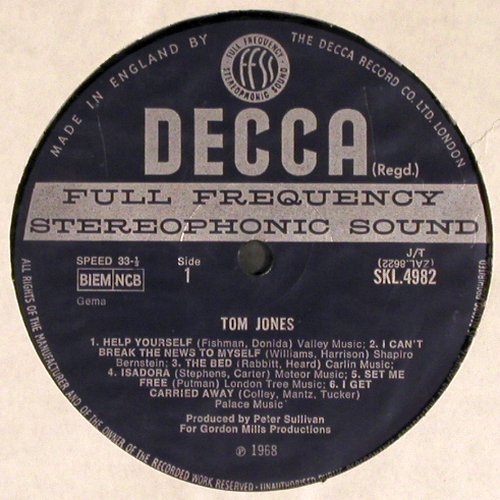 MADE IN ENGLAND BY
FULL FREQUENCY
ffss
STEREOPHONIC SOUND
THE DECCA RECORD CO. LTD. LONDON
DECCA (Regd.)
FULL FREQUENCY
STEREOPHONIC SOUND
SPEED 33-⅓ Side
BIEM NCB 1
Gema
J/T
(ZAL.8622)
SKL.4982
TOM JONES
1. HELP YOURSELF (Fishman, Donida) Valley Music; 2. I CAN'T
BREAK THE NEWS TO MYSELF (Williams, Harrison) Shapiro
Bernstein; 3. THE BED (Rabbitt, Heard) Carlin Music;
4. ISADORA (Stephens, Carter) Meteor Music; 5. SET ME
FREE (Putman) London Tree Music; 6. I GET
CARRIED AWAY (Colley, Mantz, Tucker)
Palace Music
Produced by Peter Sullivan
For Gordon Mills Productions
℗ 1968
ALL RIGHTS OF THE MANUFACTURER AND OF THE OWNER OF THE RECORDED WORK RESERVED - UNAUTHORISED PUBLIC